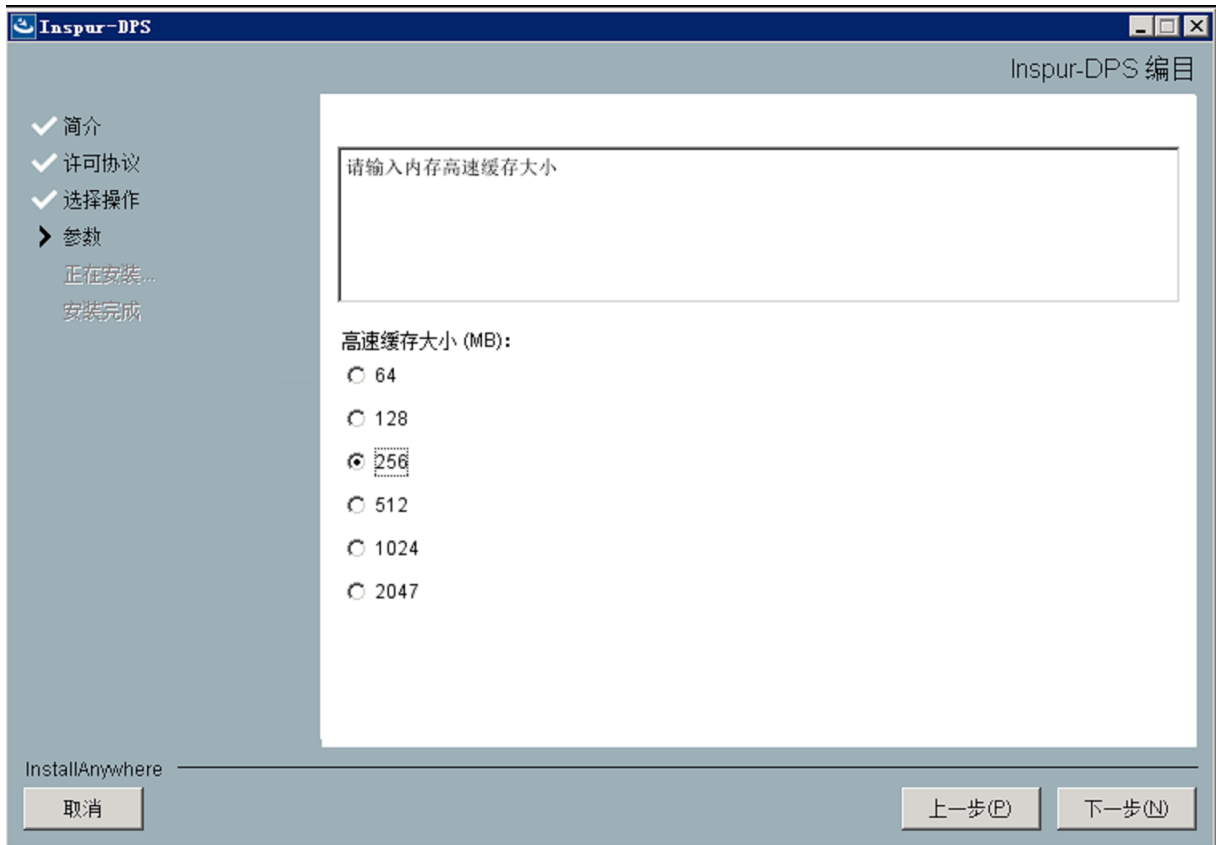 Inspur-DPS
Inspur-DPS 编目
简介
许可协议
选择操作
参数
正在安装...
安装完成
请输入内存高速缓存大小
高速缓存大小 (MB):
64
128
256
512
1024
2047
InstallAnywhere
取消
上一步(P)
下一步(N)